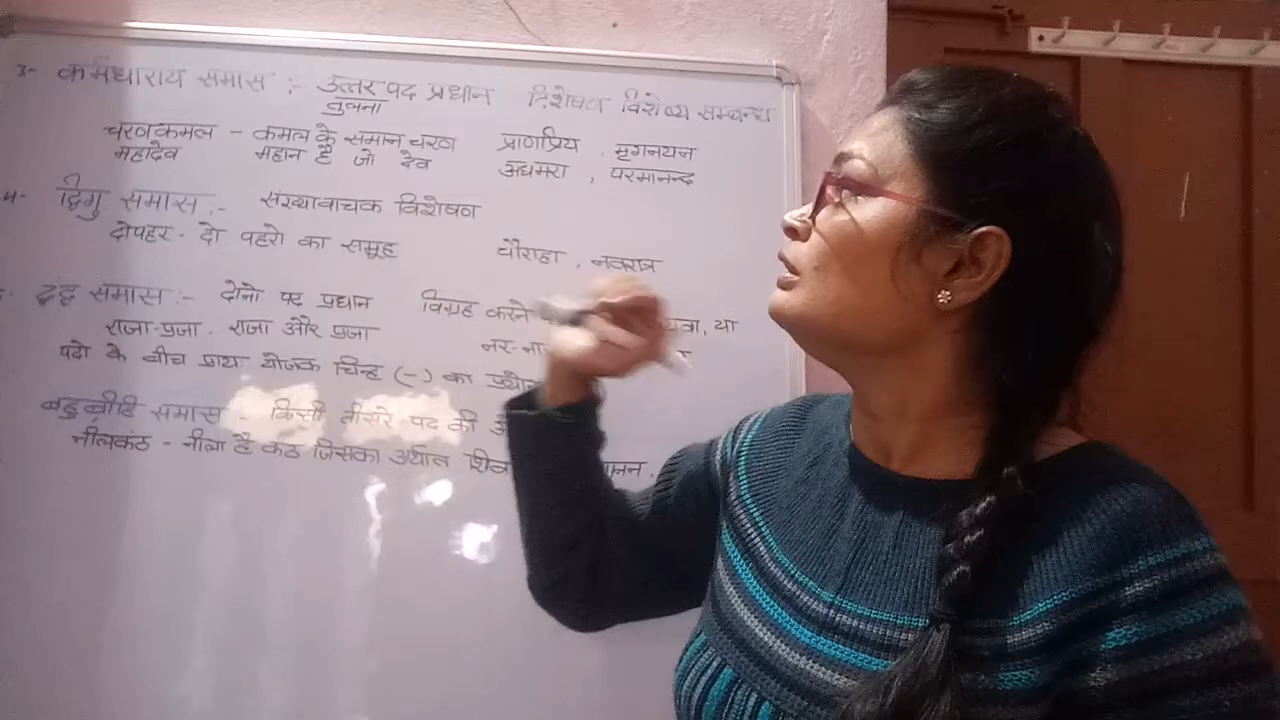 3- कर्मधाराय समास :- उत्तर पद प्रधान विशेषण विशेष्य सम्बन्ध
तुलना
चरणकमल - कमल के समान चरण प्राणप्रिय , मृगनयन
महादेव महान है जो देव अधमरा , परमानन्द
4- द्विगु समास :- संख्यावाचक विशेषण
दोपहर - दो पहरो का समूह चौराहा , नवरात्र
द्वद्व समास :- दोनो पद प्रधान विग्रह करने या
राजा-प्रजा . राजा और प्रजा
पदो के बीच प्राय योजक चिन्ह (-) का
बहुब्रीहि समास - किसी तीसरे पद की
नीलकंठ - नीला है कंठ जिसका अर्थात शिव